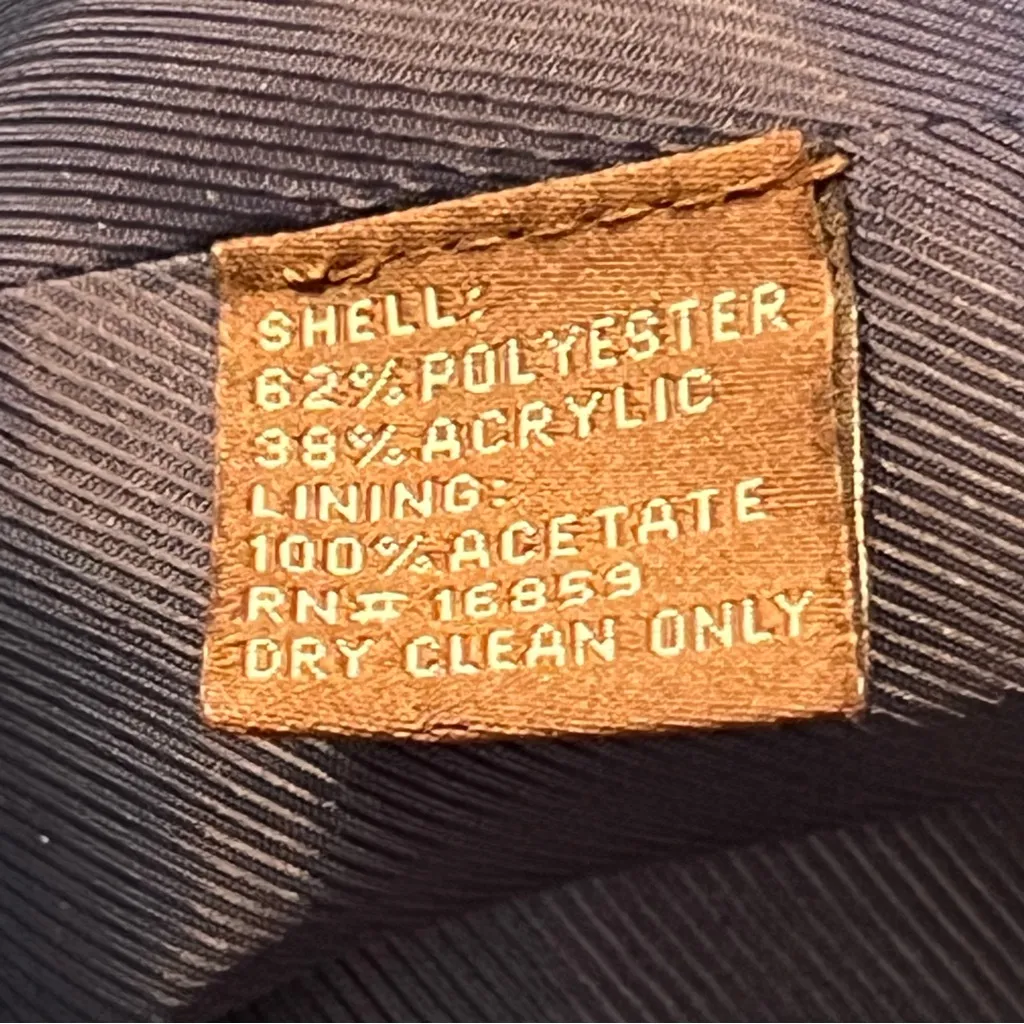 SHELL:
62% POLYESTER
38% ACRYLIC
LINING:
100% ACETATE
RN# 16859
DRY CLEAN ONLY